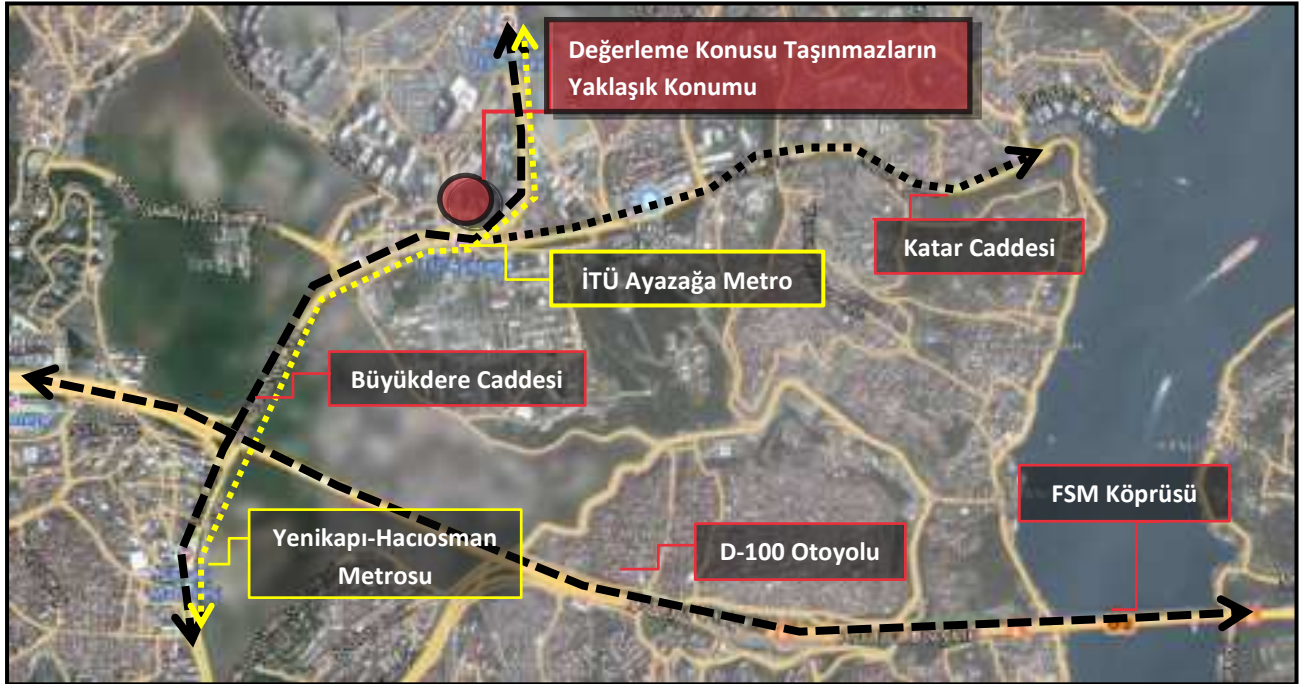 Değerleme Konusu Taşınmazların
Yaklaşık Konumu
Katar Caddesi
İTÜ Ayazağa Metro
Büyükdere Caddesi
FSM Köprüsü
Yenikapı-Hacıosman
Metrosu
D-100 Otoyolu